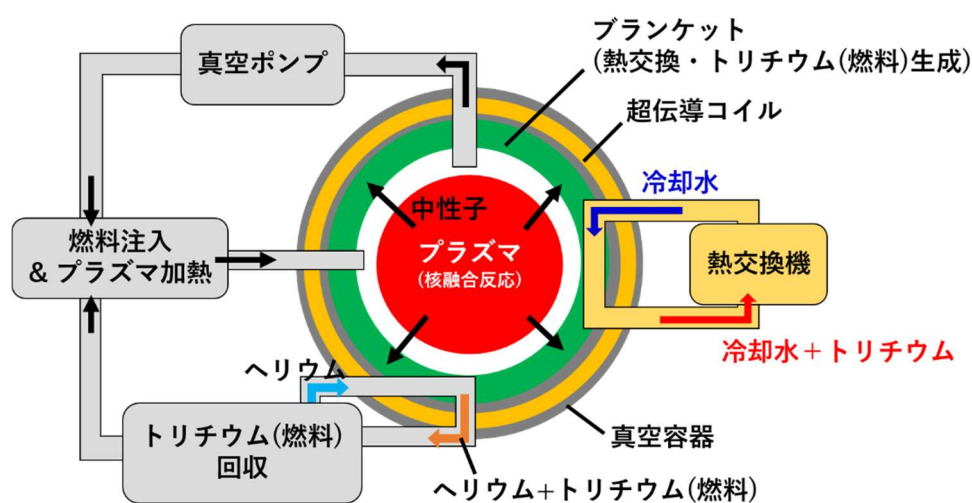 真空ポンプ
ブランケット
(熱交換・トリチウム(燃料)生成)
超伝導コイル
冷却水
中性子
プラズマ
(核融合反応)
燃料注入
& プラズマ加熱
熱交換機
冷却水+トリチウム
ヘリウム
トリチウム(燃料)
回収
真空容器
ヘリウム+トリチウム(燃料)